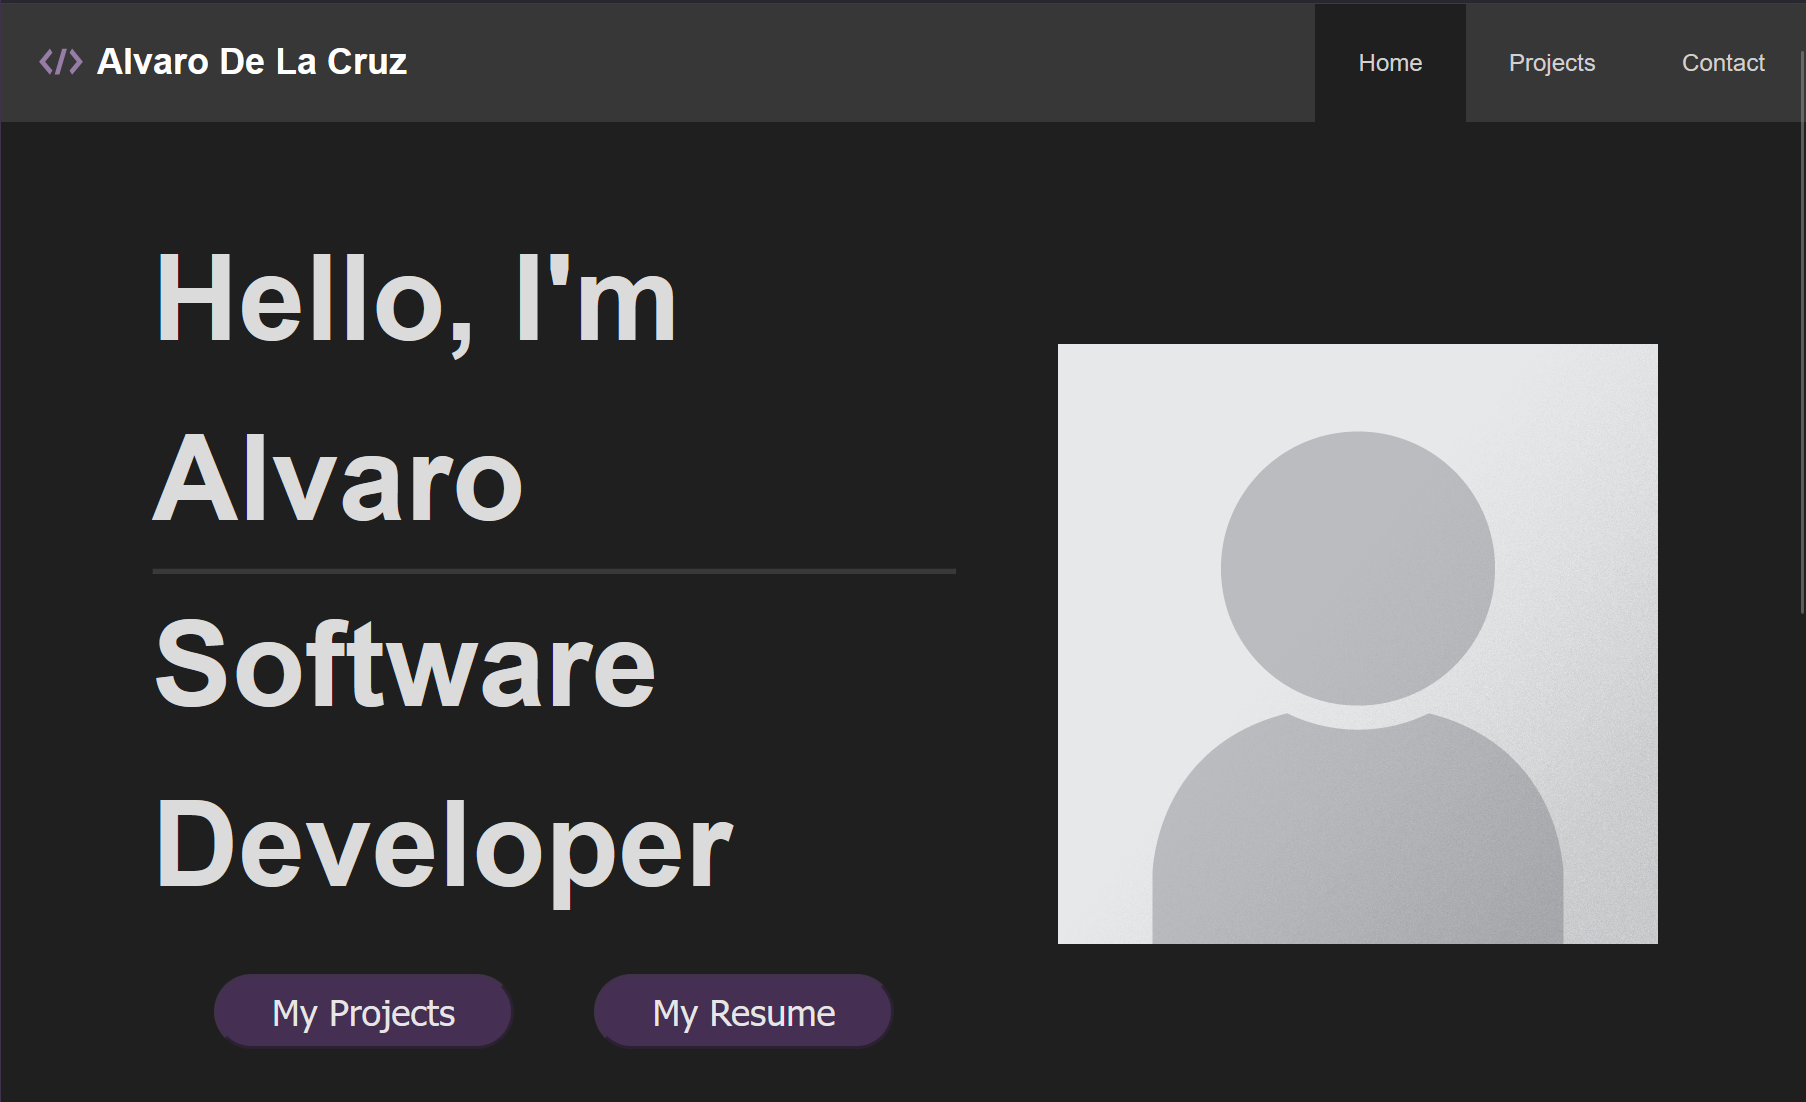 </> Alvaro De La Cruz
Home
Projects
Contact
Hello, I'm
Alvaro
Software
Developer
My Projects
My Resume